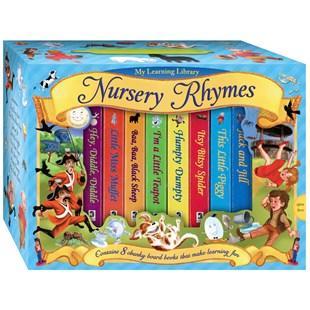 My Learning Library
Nursery Rhymes
Hey, Diddle, Diddle
Little Miss Muffet
Baa, Baa, Black Sheep
I'm a Little Teapot
Humpty Dumpty
Itsy Bitsy Spider
This Little Piggy
Jack and Jill
Contains 8 chunky board books that make learning fun